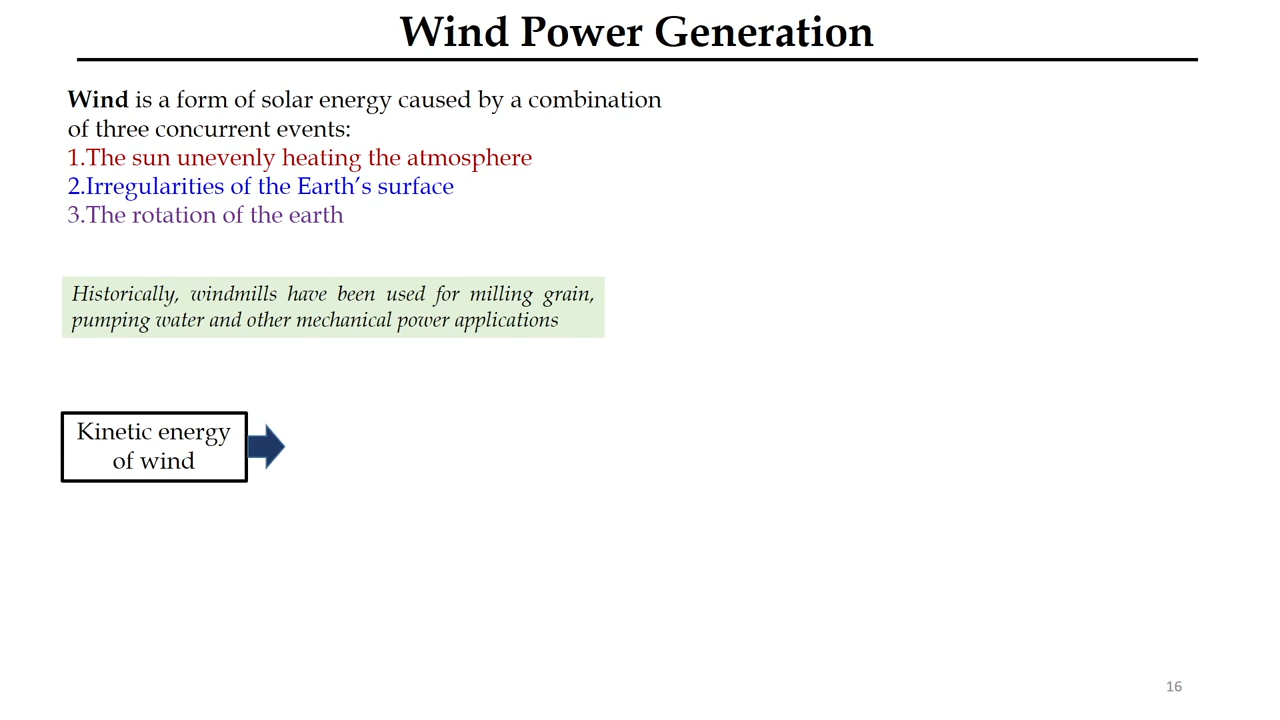 Wind Power Generation
Wind is a form of solar energy caused by a combination
of three concurrent events:
1.The sun unevenly heating the atmosphere
2.Irregularities of the Earth’s surface
3.The rotation of the earth
Historically, windmills have been used for milling grain,
pumping water and other mechanical power applications
Kinetic energy
of wind
16